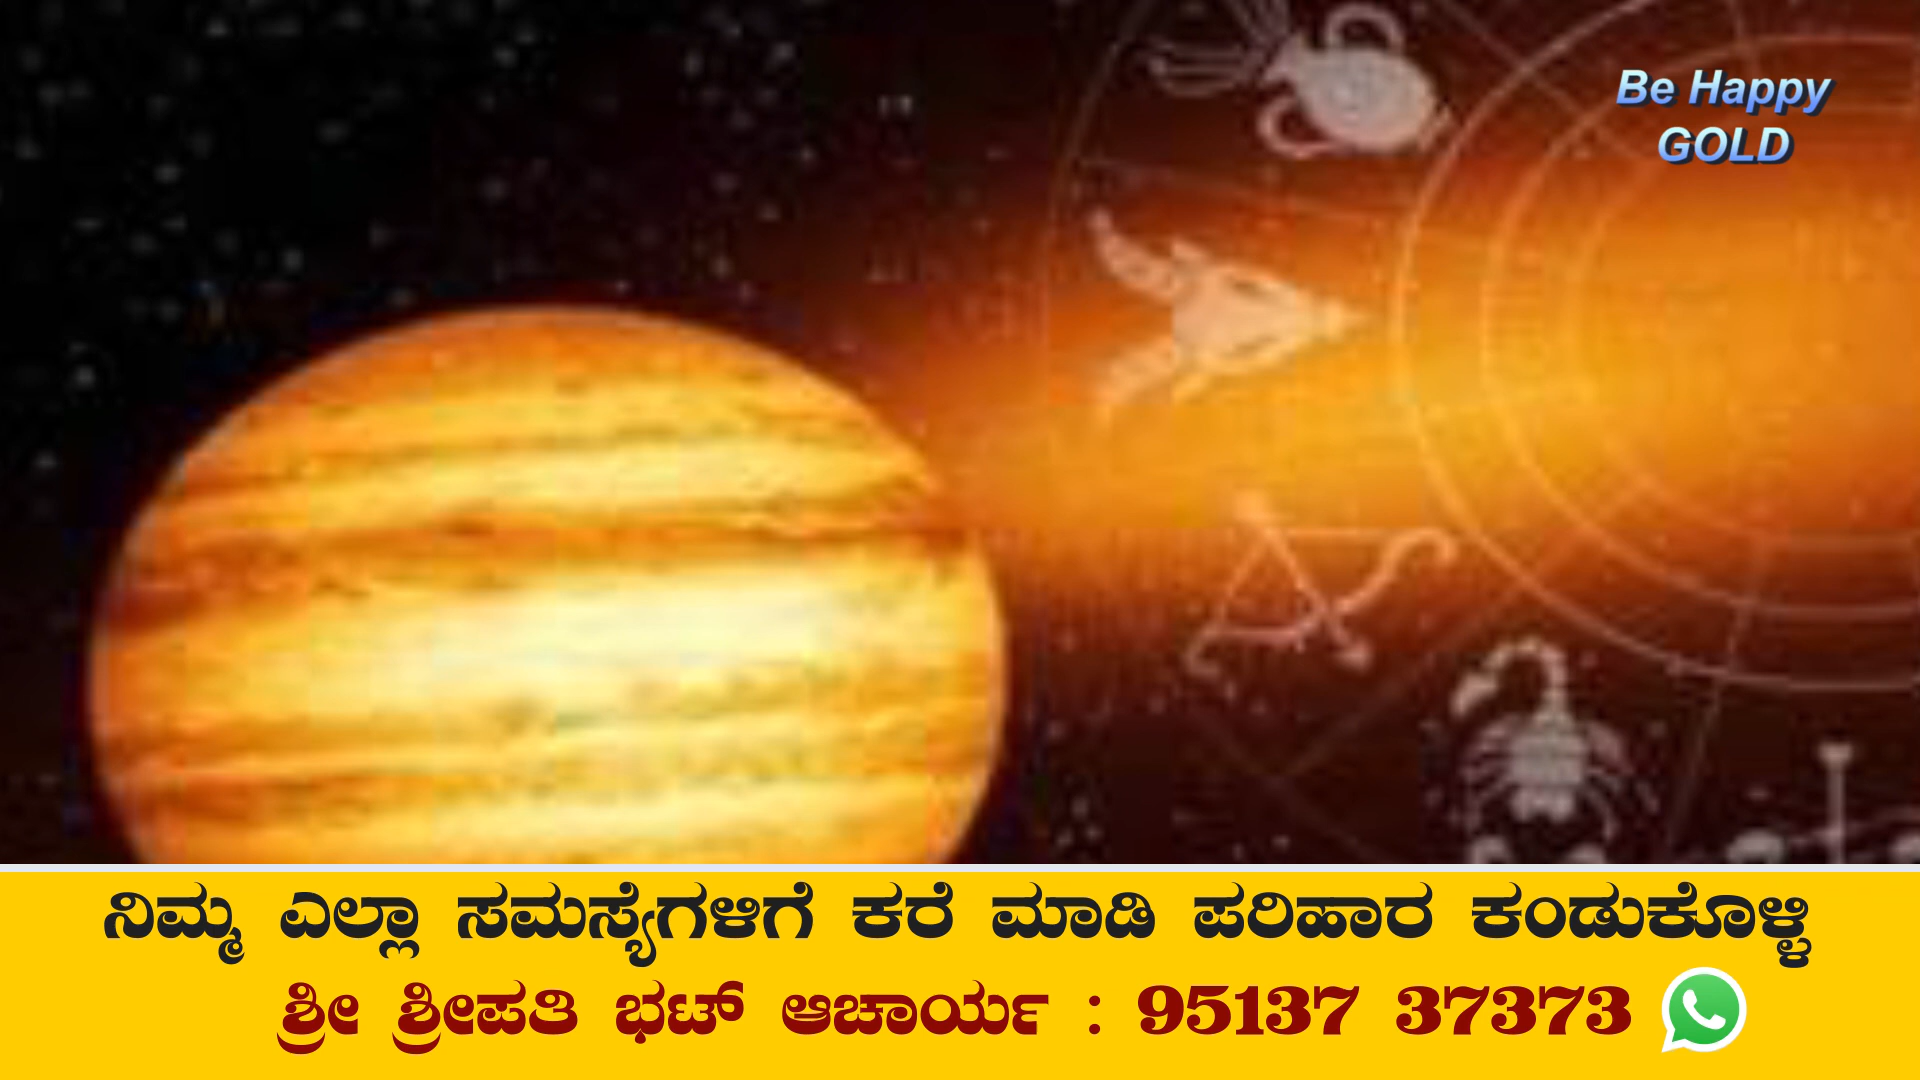 Be Happy
GOLD
ನಿಮ್ಮ ಎಲ್ಲಾ ಸಮಸ್ಯೆಗಳಿಗೆ ಕರೆ ಮಾಡಿ ಪರಿಹಾರ ಕಂಡುಕೊಳ್ಳಿ
ಶ್ರೀ ಶ್ರೀಪತಿ ಭಟ್ ಆಚಾರ್ಯ : 95137 37373